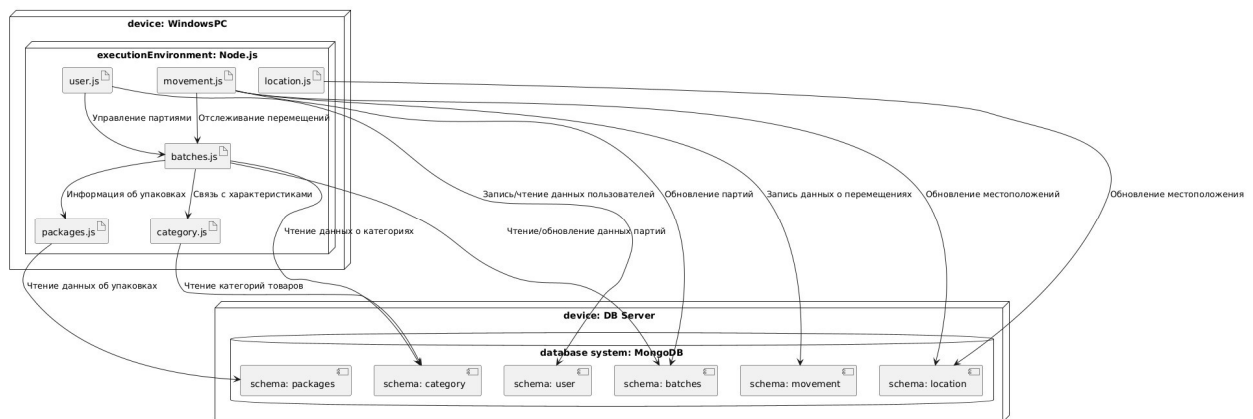 device: WindowsPC
executionEnvironment: Node.js
user.js
movement.js
location.js
Управление партиями
Отслеживание перемещений
batches.js
Информация об упаковках
Связь с характеристиками
Запись/чтение данных пользователей
Обновление партий
Запись данных о перемещениях
Обновление местоположений
Обновление местоположения
packages.js
category.js
Чтение данных о категориях
Чтение/обновление данных партий
Чтение данных об упаковках
Чтение категорий товаров
device: DB Server
database system: MongoDB
schema: packages
schema: category
schema: user
schema: batches
schema: movement
schema: location